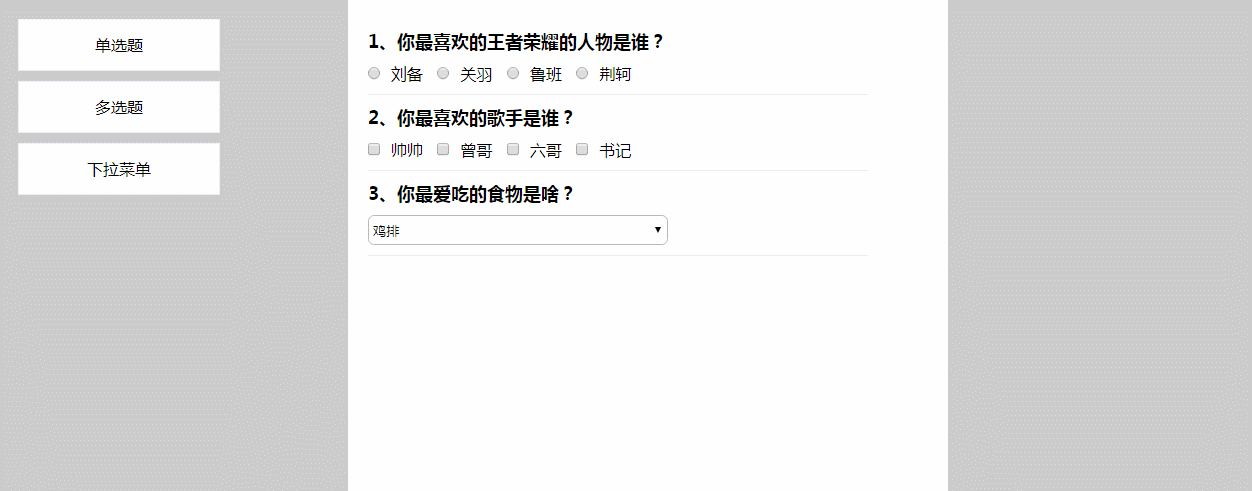 单选题
多选题
下拉菜单
1、你最喜欢的王者荣耀的人物是谁？
刘备 关羽 鲁班 荆轲
2、你最喜欢的歌手是谁？
帅帅 曾哥 六哥 书记
3、你最爱吃的食物是啥？
鸡排